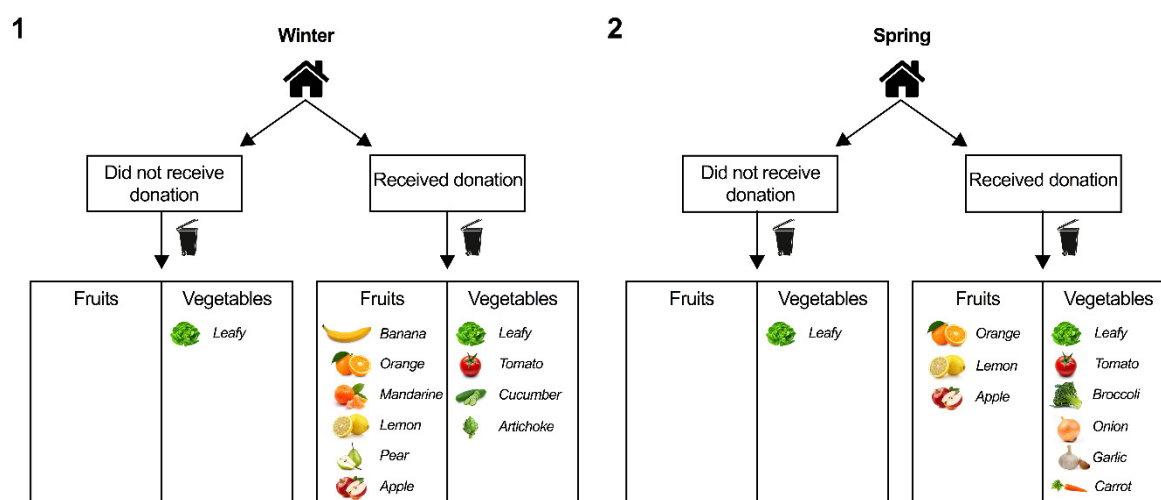 1
Winter
Did not receive
donation
Received donation
Fruits
Vegetables
Leafy
Fruits
Vegetables
Banana
Leafy
Orange
Tomato
Mandarine
Cucumber
Lemon
Artichoke
Pear
Apple
2
Spring
Did not receive
donation
Received donation
Fruits
Vegetables
Leafy
Fruits
Vegetables
Orange
Leafy
Lemon
Tomato
Apple
Broccoli
Onion
Garlic
Carrot